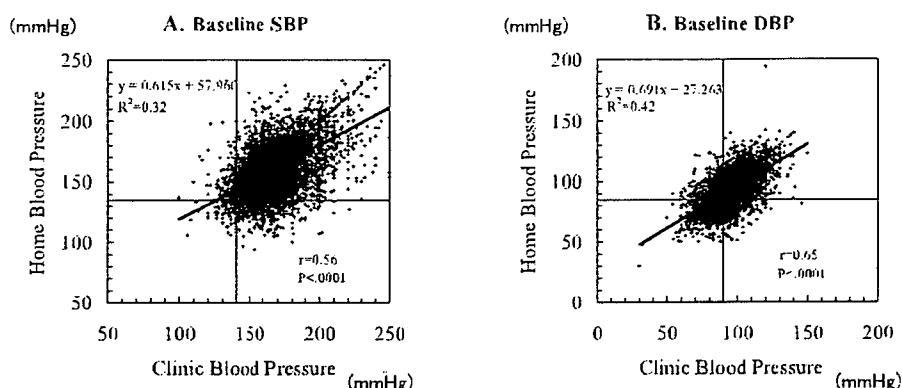 (mmHg) A. Baseline SBP
250
200
150
100
50
y = 0.615x + 57.960
R²=0.32
r=0.56
P<.0001
50 100 150 200 250
Home Blood Pressure
Clinic Blood Pressure (mmHg)
(mmHg) B. Baseline DBP
200
150
100
50
0
y = 0.691x − 27.263
R²=0.42
r=0.65
P<.0001
0 50 100 150 200
Home Blood Pressure
Clinic Blood Pressure (mmHg)